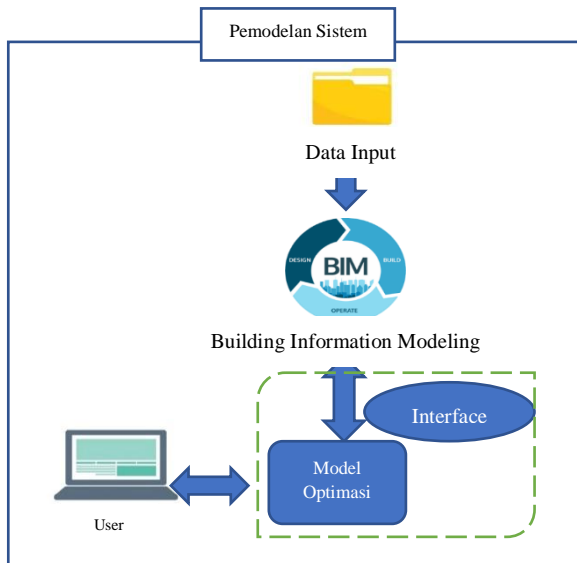 Pemodelan Sistem
Data Input
DESIGN
BIM
BUILD
OPERATE
Building Information Modeling
Interface
Model
Optimasi
User